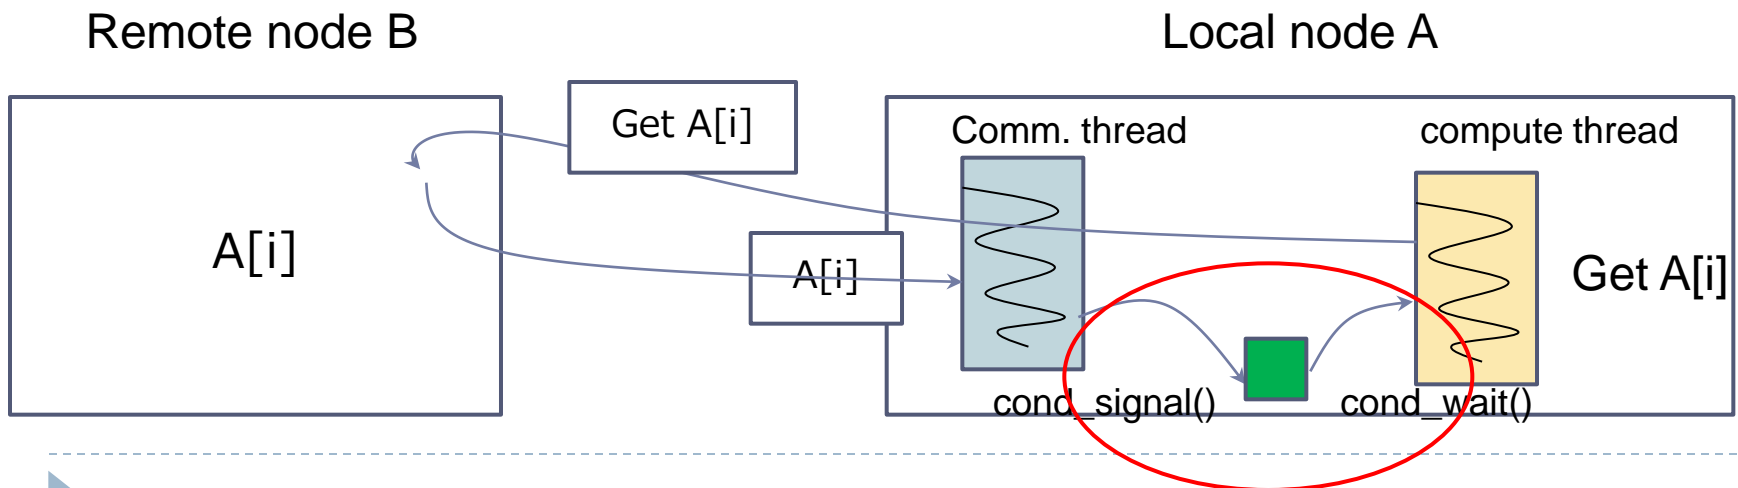 Remote node B
Local node A
Get A[i]
Comm. thread
compute thread
A[i]
A[i]
Get A[i]
cond_signal()
cond_wait()